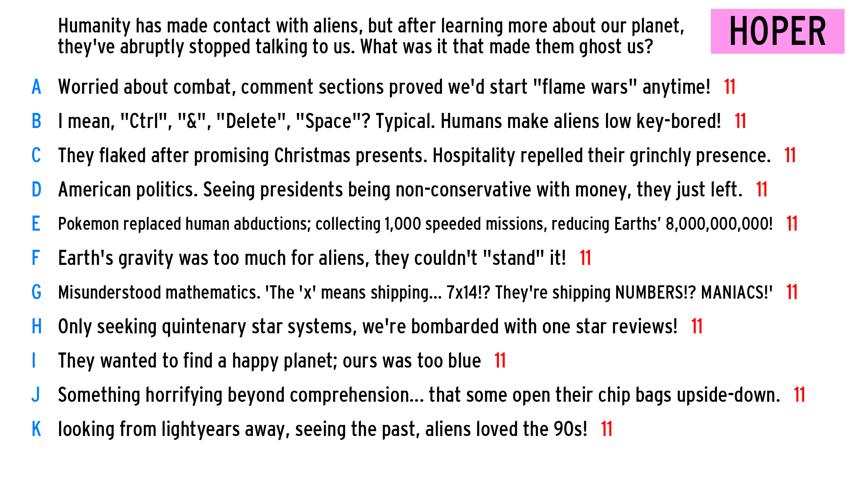 Humanity has made contact with aliens, but after learning more about our planet,
they've abruptly stopped talking to us. What was it that made them ghost us?
HOPER
A Worried about combat, comment sections proved we'd start "flame wars" anytime! 11
B I mean, "Ctrl", "&", "Delete", "Space"? Typical. Humans make aliens low key-bored! 11
C They flaked after promising Christmas presents. Hospitality repelled their grinchly presence. 11
D American politics. Seeing presidents being non-conservative with money, they just left. 11
E Pokemon replaced human abductions; collecting 1,000 speeded missions, reducing Earths’ 8,000,000,000! 11
F Earth's gravity was too much for aliens, they couldn't "stand" it! 11
G Misunderstood mathematics. 'The 'x' means shipping... 7x14!? They're shipping NUMBERS!? MANIACS!' 11
H Only seeking quintenary star systems, we're bombarded with one star reviews! 11
I They wanted to find a happy planet; ours was too blue 11
J Something horrifying beyond comprehension... that some open their chip bags upside-down. 11
K looking from lightyears away, seeing the past, aliens loved the 90s! 11